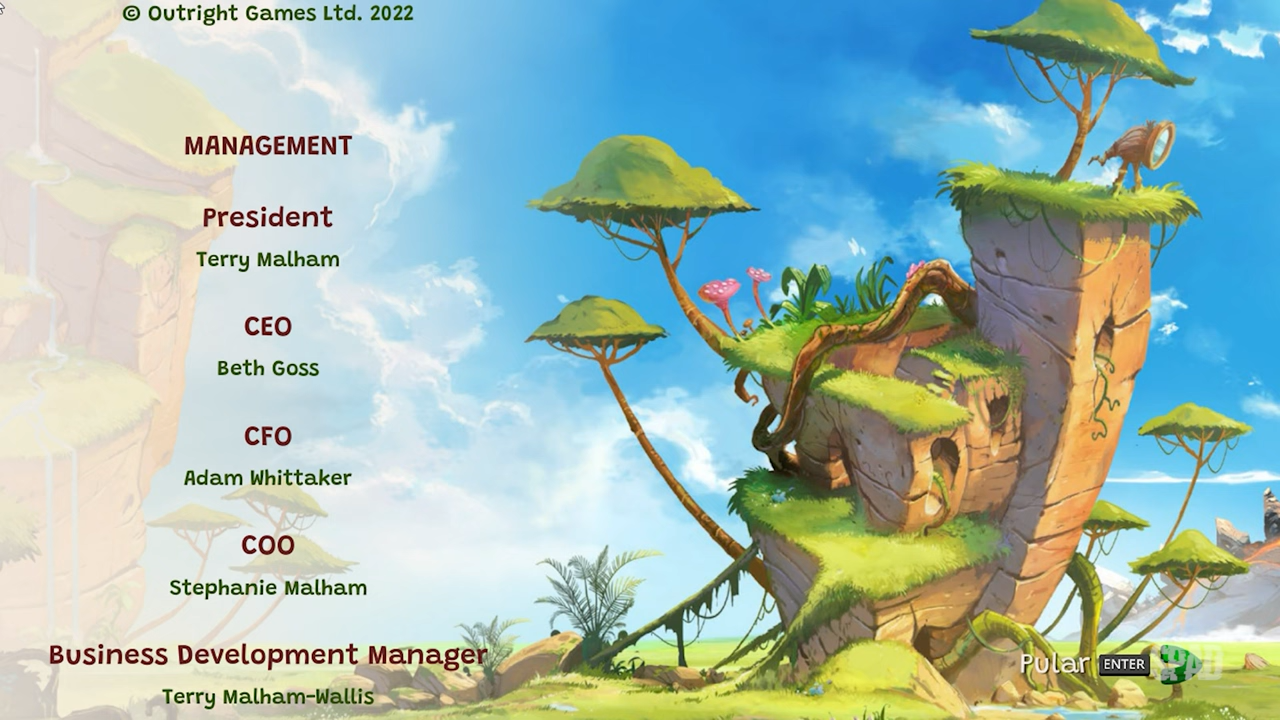 © Outright Games Ltd. 2022
MANAGEMENT
President
Terry Malham
CEO
Beth Goss
CFO
Adam Whittaker
COO
Stephanie Malham
Business Development Manager
Terry Malham-Wallis
Pular ENTER